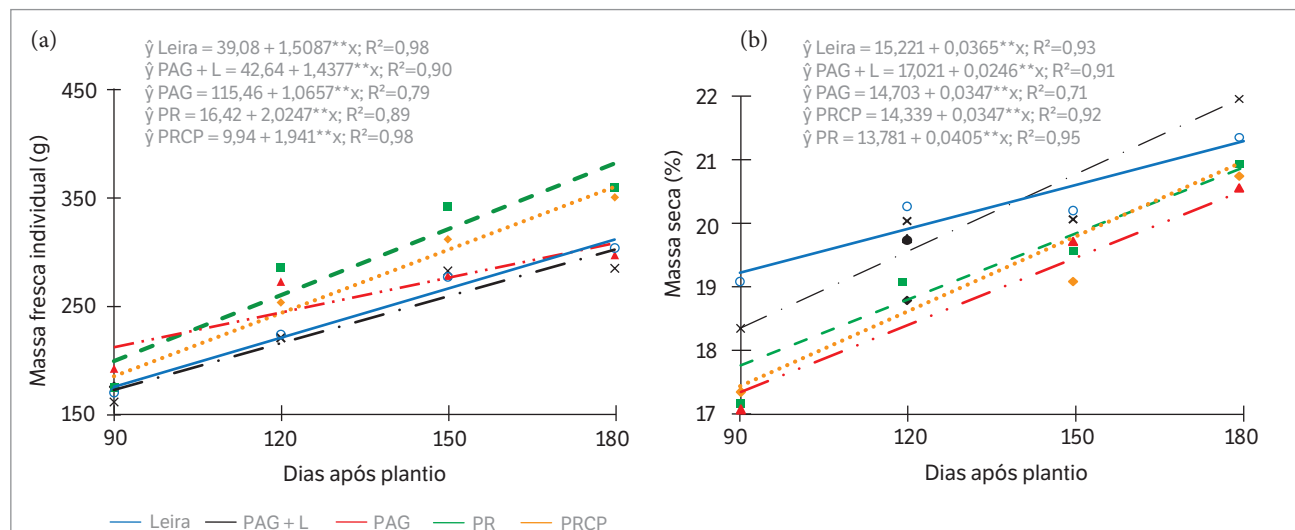 (a)
ŷ Leira = 39,08 + 1,5087**x; R²=0,98
ŷ PAG + L = 42,64 + 1,4377**x; R²=0,90
ŷ PAG = 115,46 + 1,0657**x; R²=0,79
ŷ PR = 16,42 + 2,0247**x; R²=0,89
ŷ PRCP = 9,94 + 1,941**x; R²=0,98
450
350
250
150
Massa fresca individual (g)
90 120 150 180
Dias após plantio
(b)
ŷ Leira = 15,221 + 0,0365**x; R²=0,93
ŷ PAG + L = 17,021 + 0,0246**x; R²=0,91
ŷ PAG = 14,703 + 0,0347**x; R²=0,71
ŷ PRCP = 14,339 + 0,0347**x; R²=0,92
ŷ PR = 13,781 + 0,0405**x; R²=0,95
22
21
20
19
18
17
Massa seca (%)
90 120 150 180
Dias após plantio
Leira PAG + L PAG PR PRCP